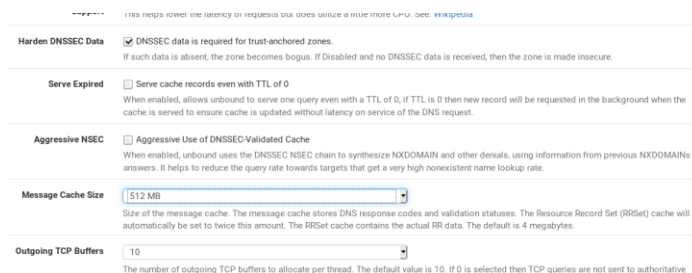 Support
This helps lower the latency of requests but does utilize a little more CPU. See: Wikipedia
Harden DNSSEC Data
DNSSEC data is required for trust-anchored zones.
If such data is absent, the zone becomes bogus. If Disabled and no DNSSEC data is received, then the zone is made insecure.
Serve Expired
Serve cache records even with TTL of 0
When enabled, allows unbound to serve one query even with a TTL of 0, if TTL is 0 then new record will be requested in the background when the
cache is served to ensure cache is updated without latency on service of the DNS request.
Aggressive NSEC
Aggressive Use of DNSSEC-Validated Cache
When enabled, unbound uses the DNSSEC NSEC chain to synthesize NXDOMAIN and other denials, using information from previous NXDOMAINs
answers. It helps to reduce the query rate towards targets that get a very high nonexistent name lookup rate.
Message Cache Size
512 MB
Size of the message cache. The message cache stores DNS response codes and validation statuses. The Resource Record Set (RRSet) cache will
automatically be set to twice this amount. The RRSet cache contains the actual RR data. The default is 4 megabytes.
Outgoing TCP Buffers
10
The number of outgoing TCP buffers to allocate per thread. The default value is 10. If 0 is selected then TCP queries are not sent to authoritative